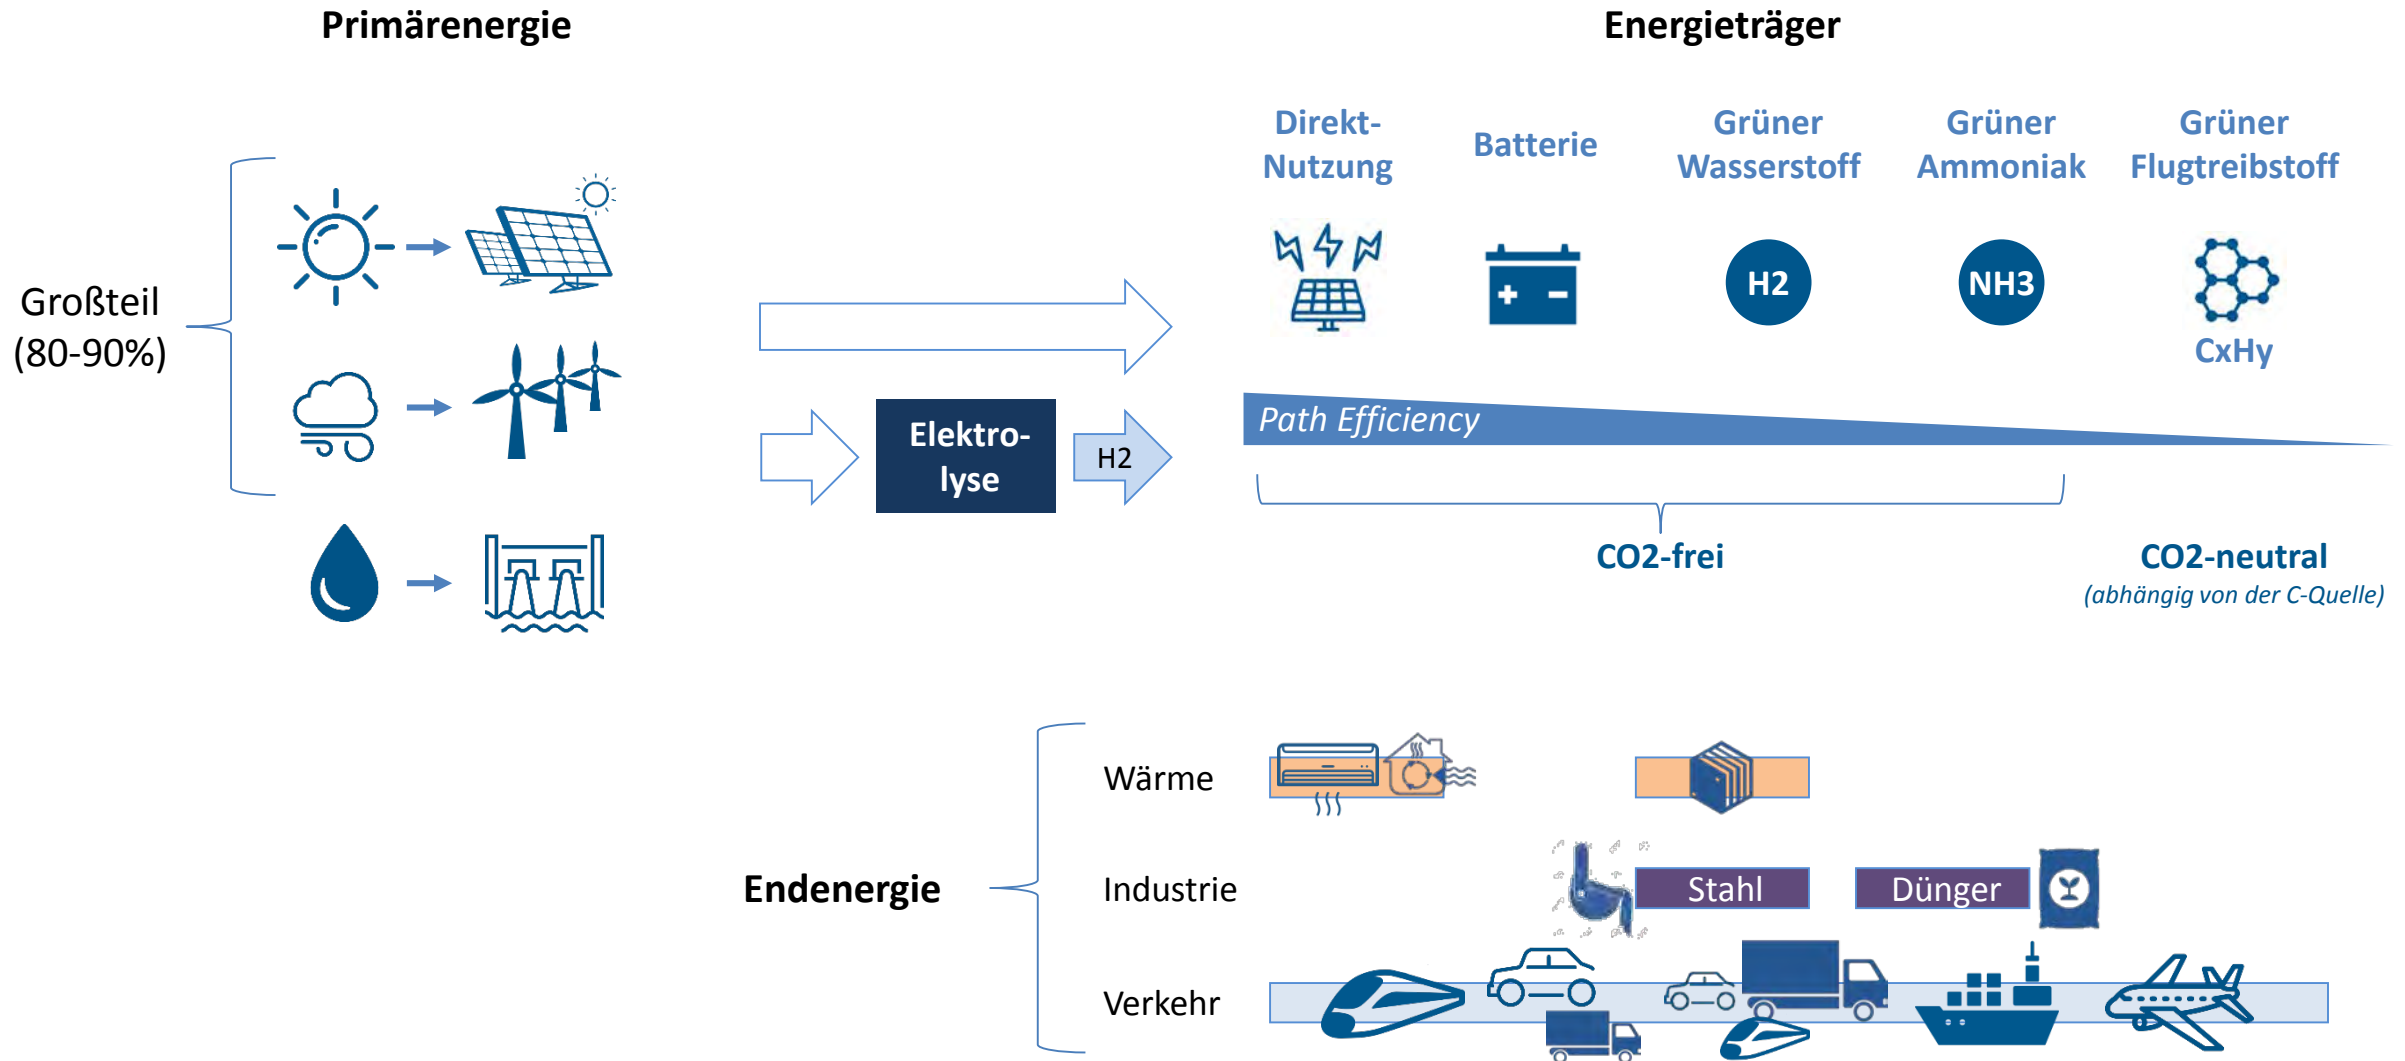 Primärenergie
Energieträger
Direkt-
Nutzung
Batterie
Grüner
Wasserstoff
Grüner
Ammoniak
Grüner
Flugtreibstoff
Großteil
(80-90%)
H2
NH3
CxHy
Path Efficiency
Elektro-
lyse
H2
CO2-frei
CO2-neutral
(abhängig von der C-Quelle)
Endenergie
Wärme
Industrie
Stahl
Dünger
Verkehr